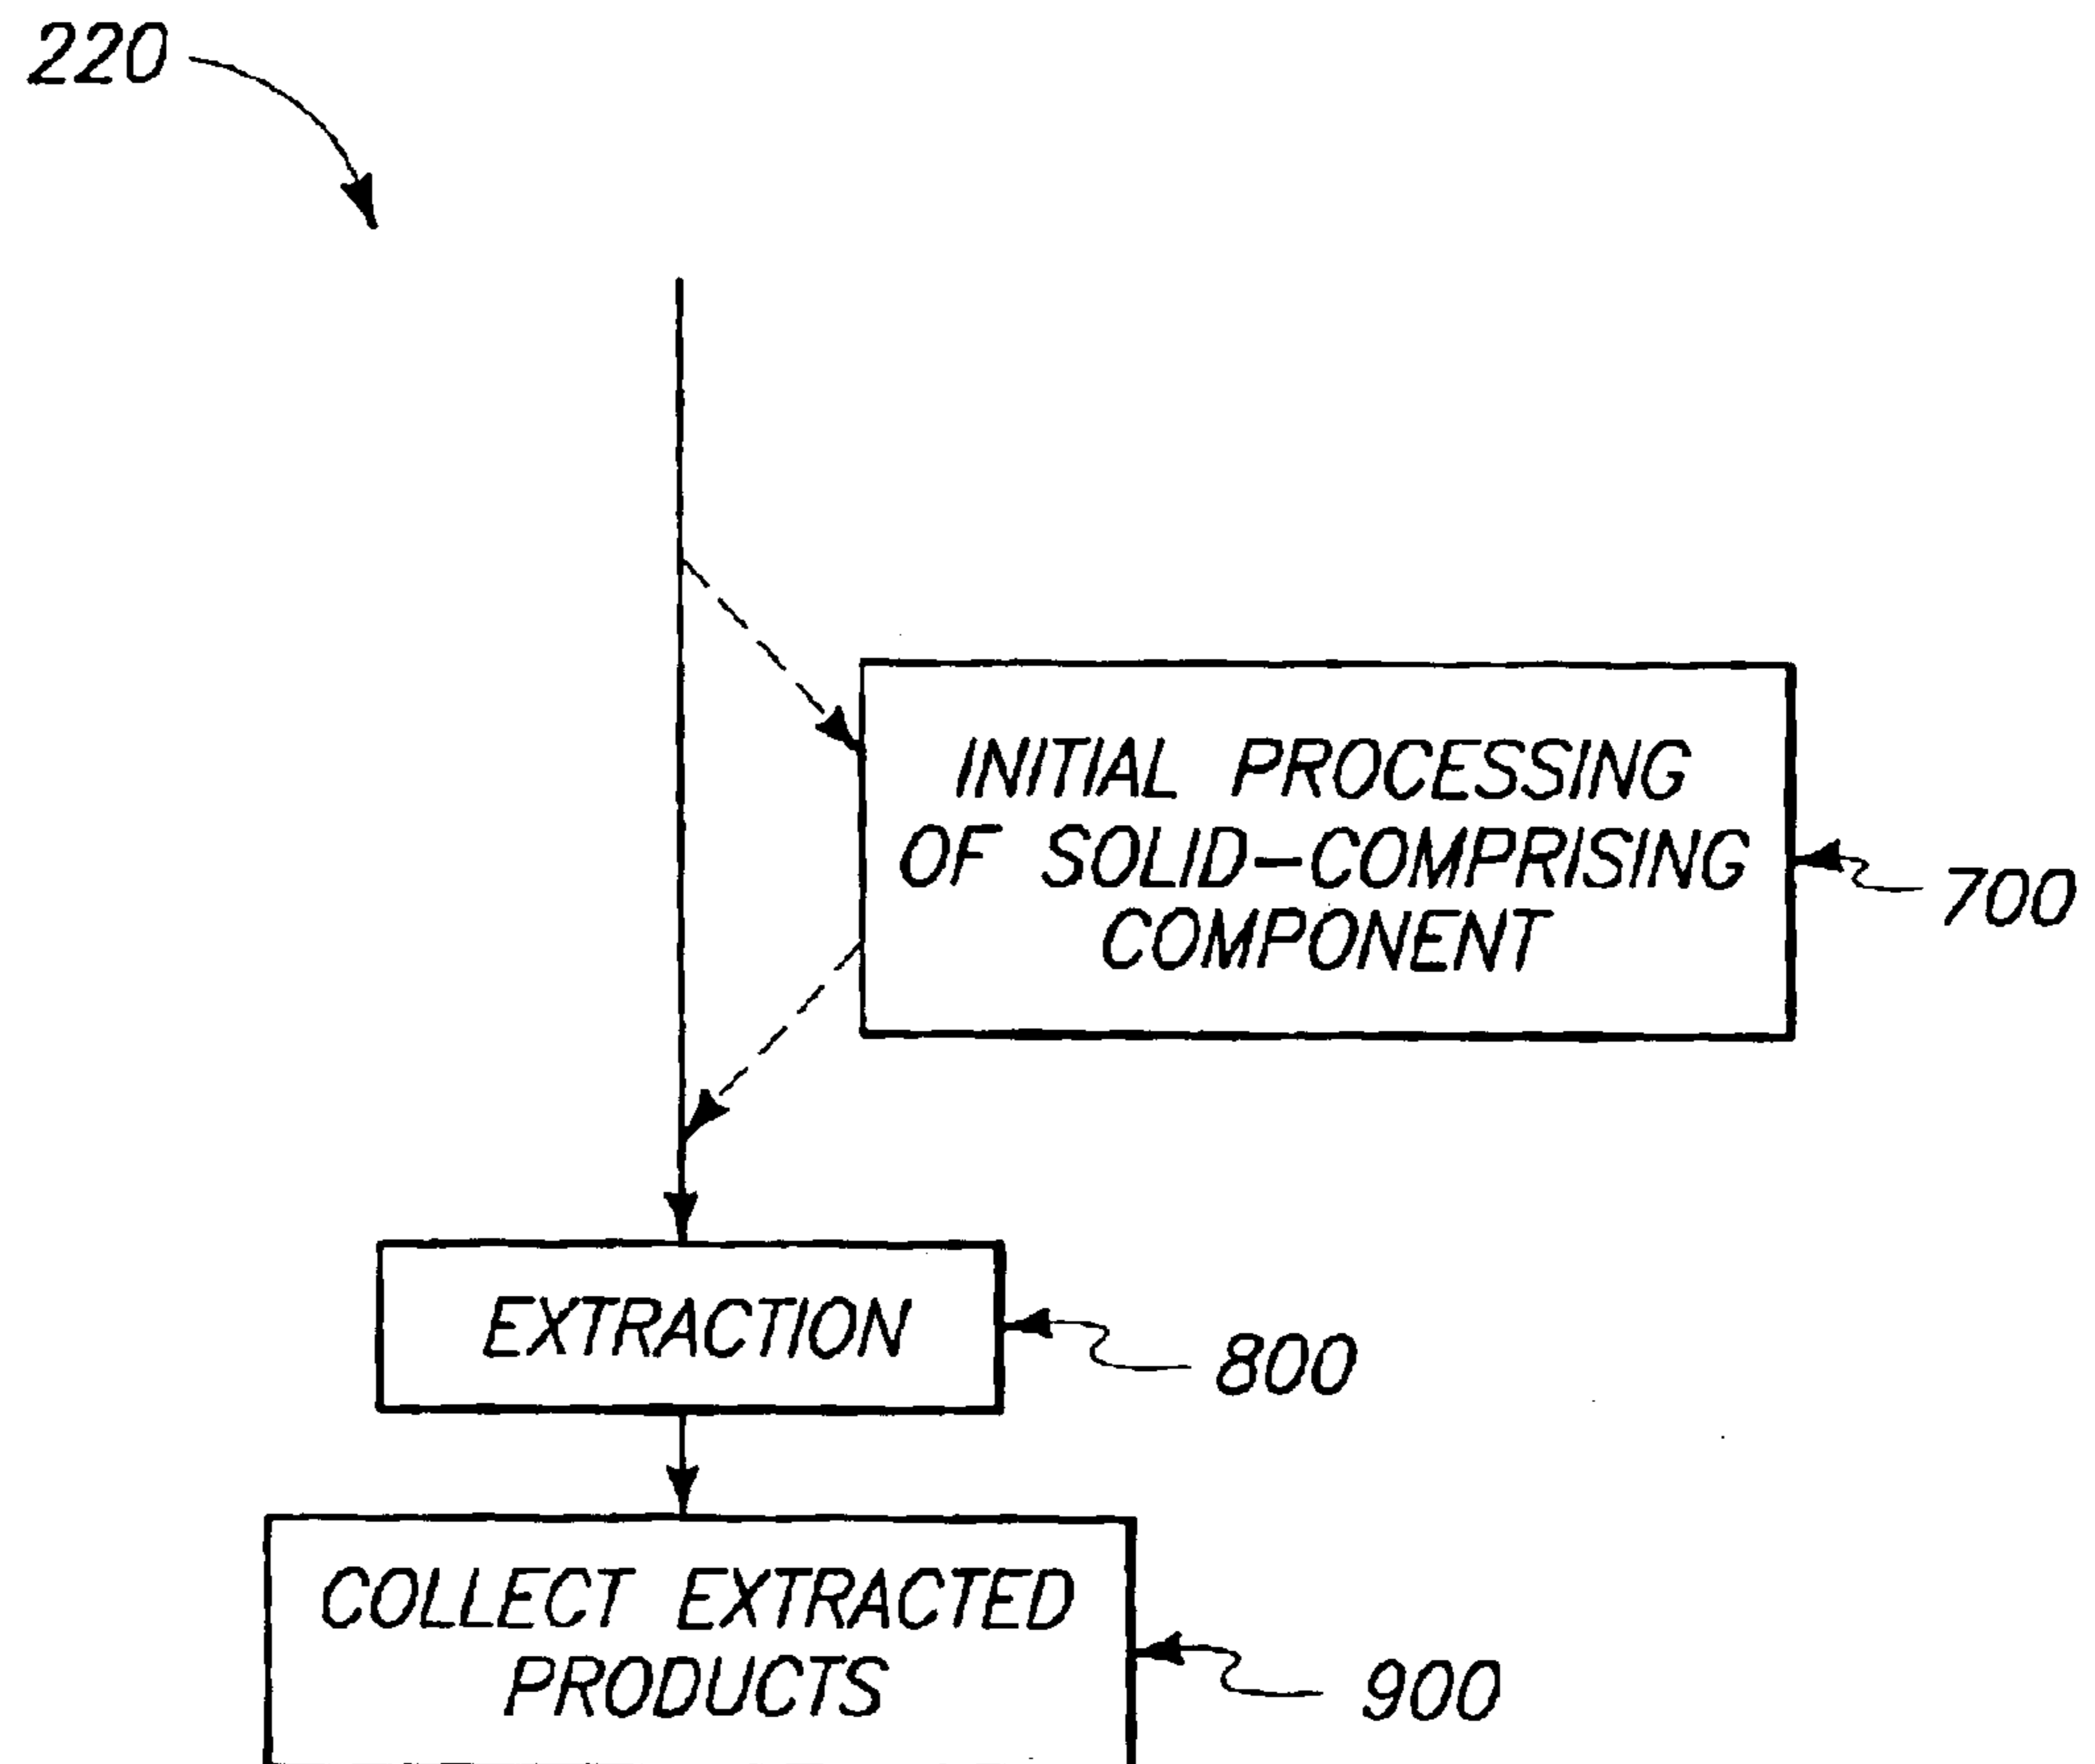 220
INITIAL PROCESSING
OF SOLID-COMPRISING
COMPONENT
700
EXTRACTION
800
COLLECT EXTRACTED
PRODUCTS
900